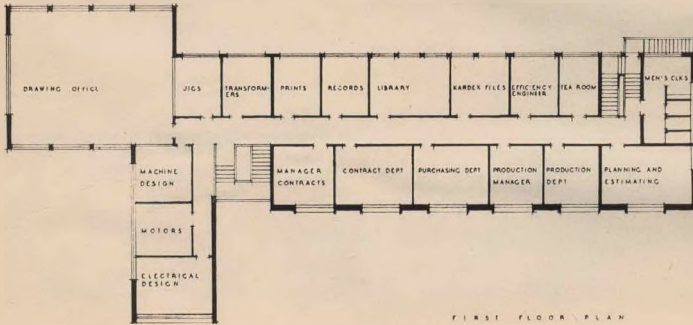 DRAWING OFFICE
JIGS
TRANSFORM-
ERS
PRINTS
RECORDS
LIBRARY
KARDEX FILES
EFFICIENCY
ENGINEER
TEA ROOM
MEN'S CLKS
MACHINE
DESIGN
MANAGER
CONTRACTS
CONTRACT DEPT
PURCHASING DEPT
PRODUCTION
MANAGER
PRODUCTION
DEPT
PLANNING AND
ESTIMATING
MOTORS
ELECTRICAL
DESIGN
FIRST FLOOR PLAN